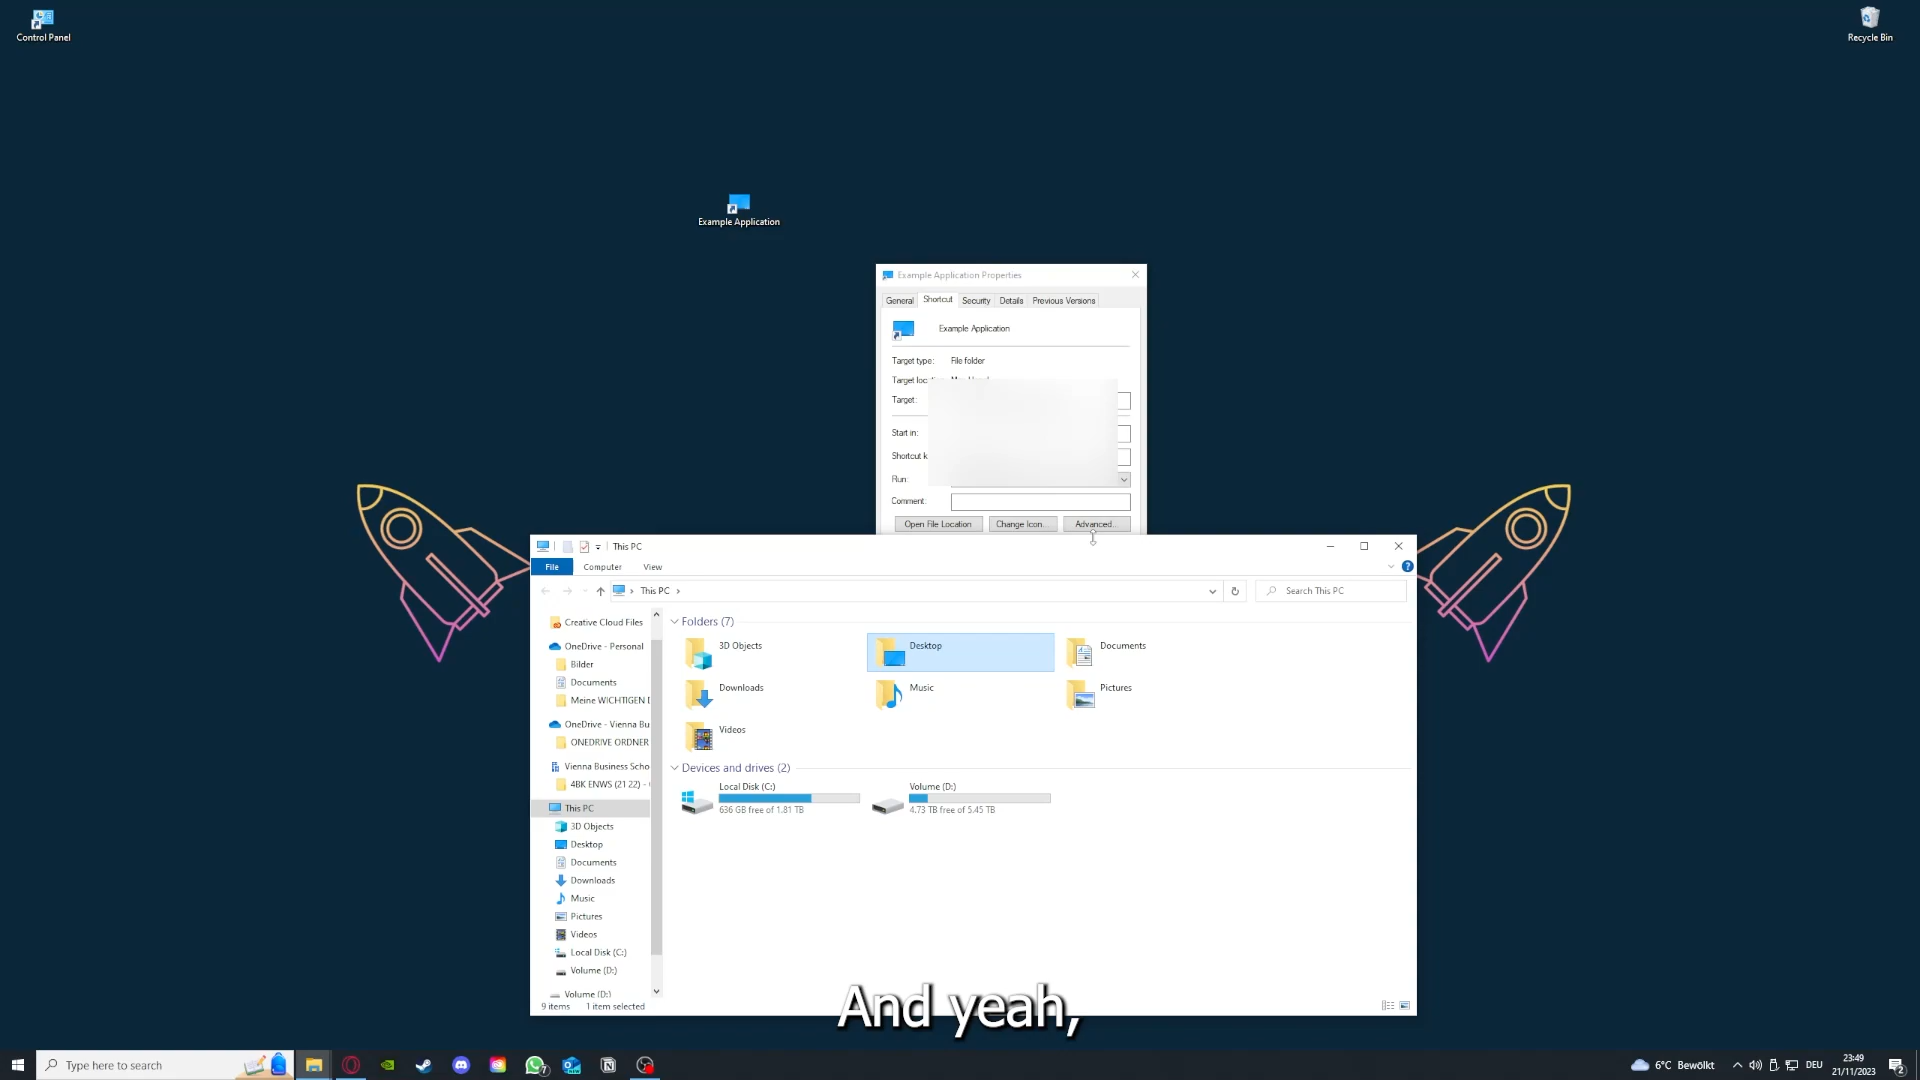 Control Panel
Recycle Bin
Example Application
Example Application Properties
General
Shortcut
Security
Details
Previous Versions
Example Application
Target type:
File folder
Target
Target:
Start in:
Shortcut
Run:
Comment:
Open File Location
Change Icon...
Advanced...
This PC
File
Computer
View
This PC
Search This PC
Creative Cloud Files
OneDrive - Personal
Bilder
Documents
Meine WICHTIGEN
OneDrive - Vienna Bu
ONEDRIVE ORDNER
Vienna Business Scho
4BK ENWS (21 22) -
This PC
3D Objects
Desktop
Documents
Downloads
Music
Pictures
Videos
Local Disk (C:)
Volume (D:)
Volume (D:)
Folders (7)
3D Objects
Desktop
Documents
Downloads
Music
Pictures
Videos
Devices and drives (2)
Local Disk (C:)
636 GB free of 1.81 TB
Volume (D:)
4.73 TB free of 5.45 TB
9 items
1 item selected
And yeah,
Type here to search
7
6°C Bewölkt
DEU
23:49
21/11/2023
2